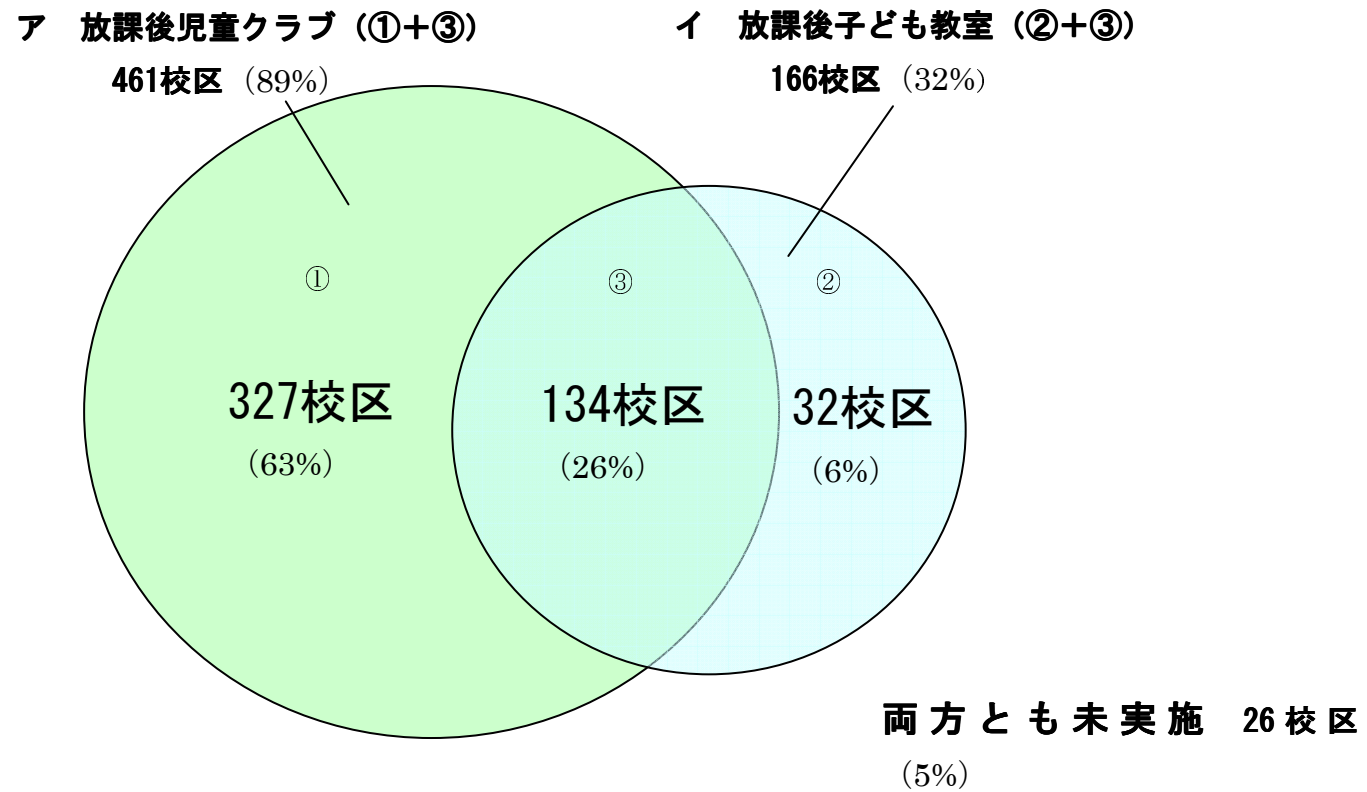 ア　放課後児童クラブ（①＋③）
461校区（89%）
イ　放課後子ども教室（②＋③）
166校区（32%）
①
③
②
327校区
（63%）
134校区
（26%）
32校区
（6%）
両方とも未実施　26校区
（5%）